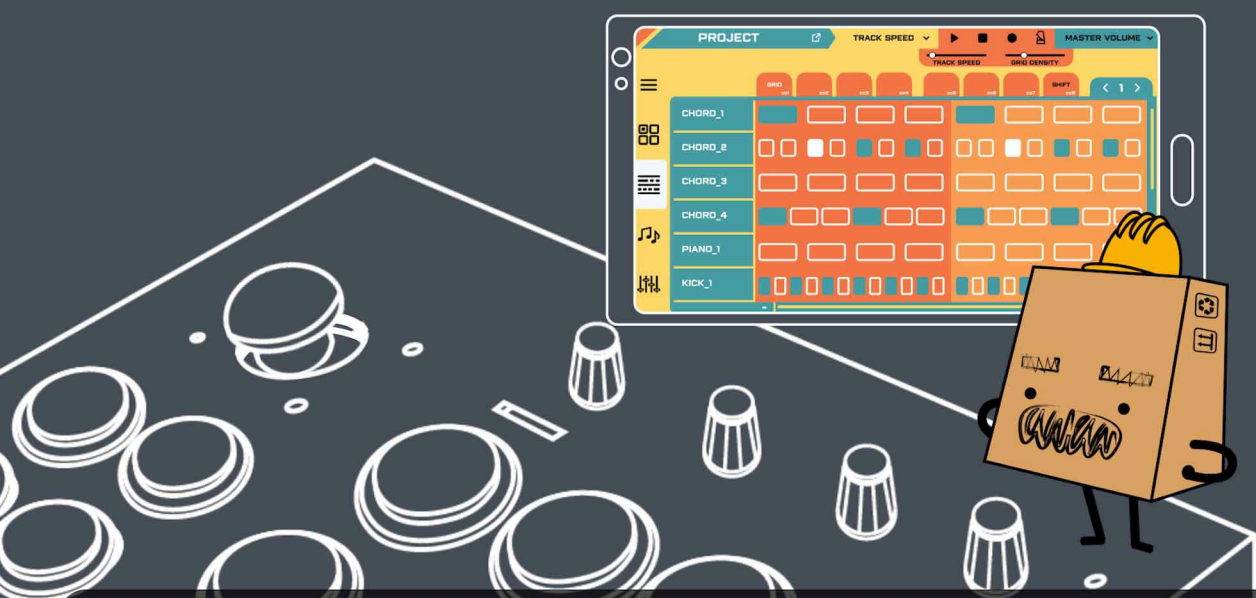 PROJECT
TRACK SPEED
MASTER VOLUME
TRACK SPEED
GRID DENSITY
GRID
SHIFT
1
CHORD_1
CHORD_2
CHORD_3
CHORD_4
PIANO_1
KICK_1